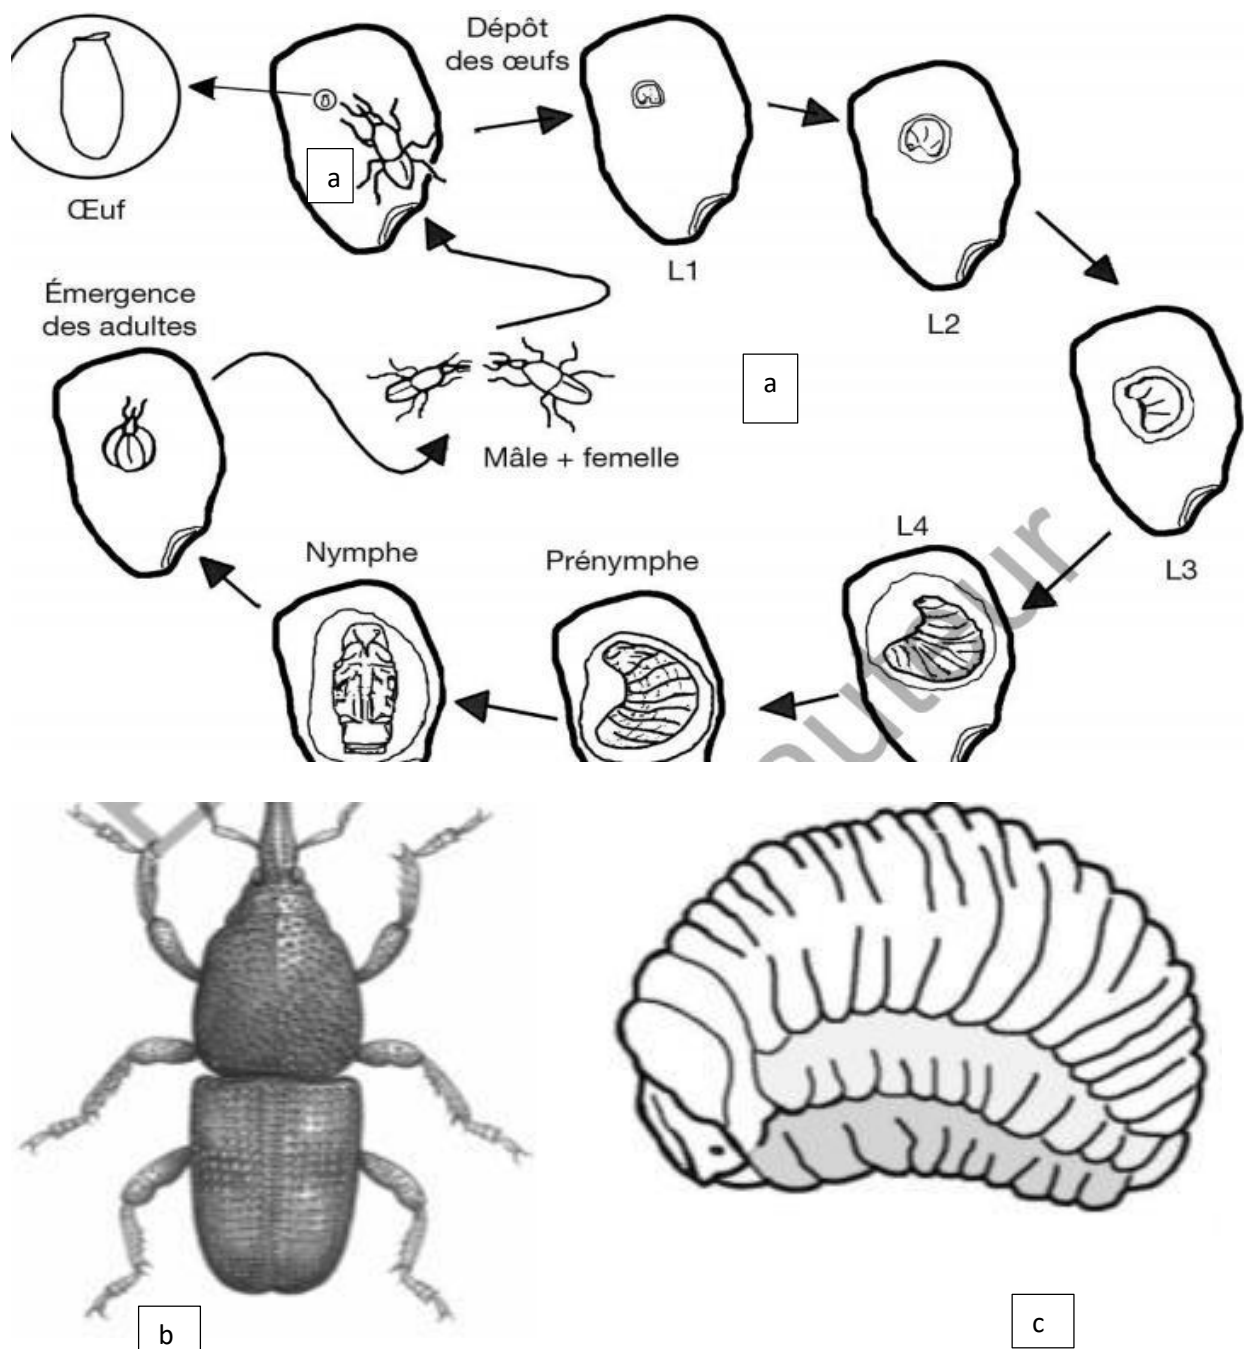 Dépôt
des œufs
a
Œuf
L1
L2
Émergence
des adultes
a
Mâle + femelle
L3
L4
Prénymphe
Nymphe
b
c